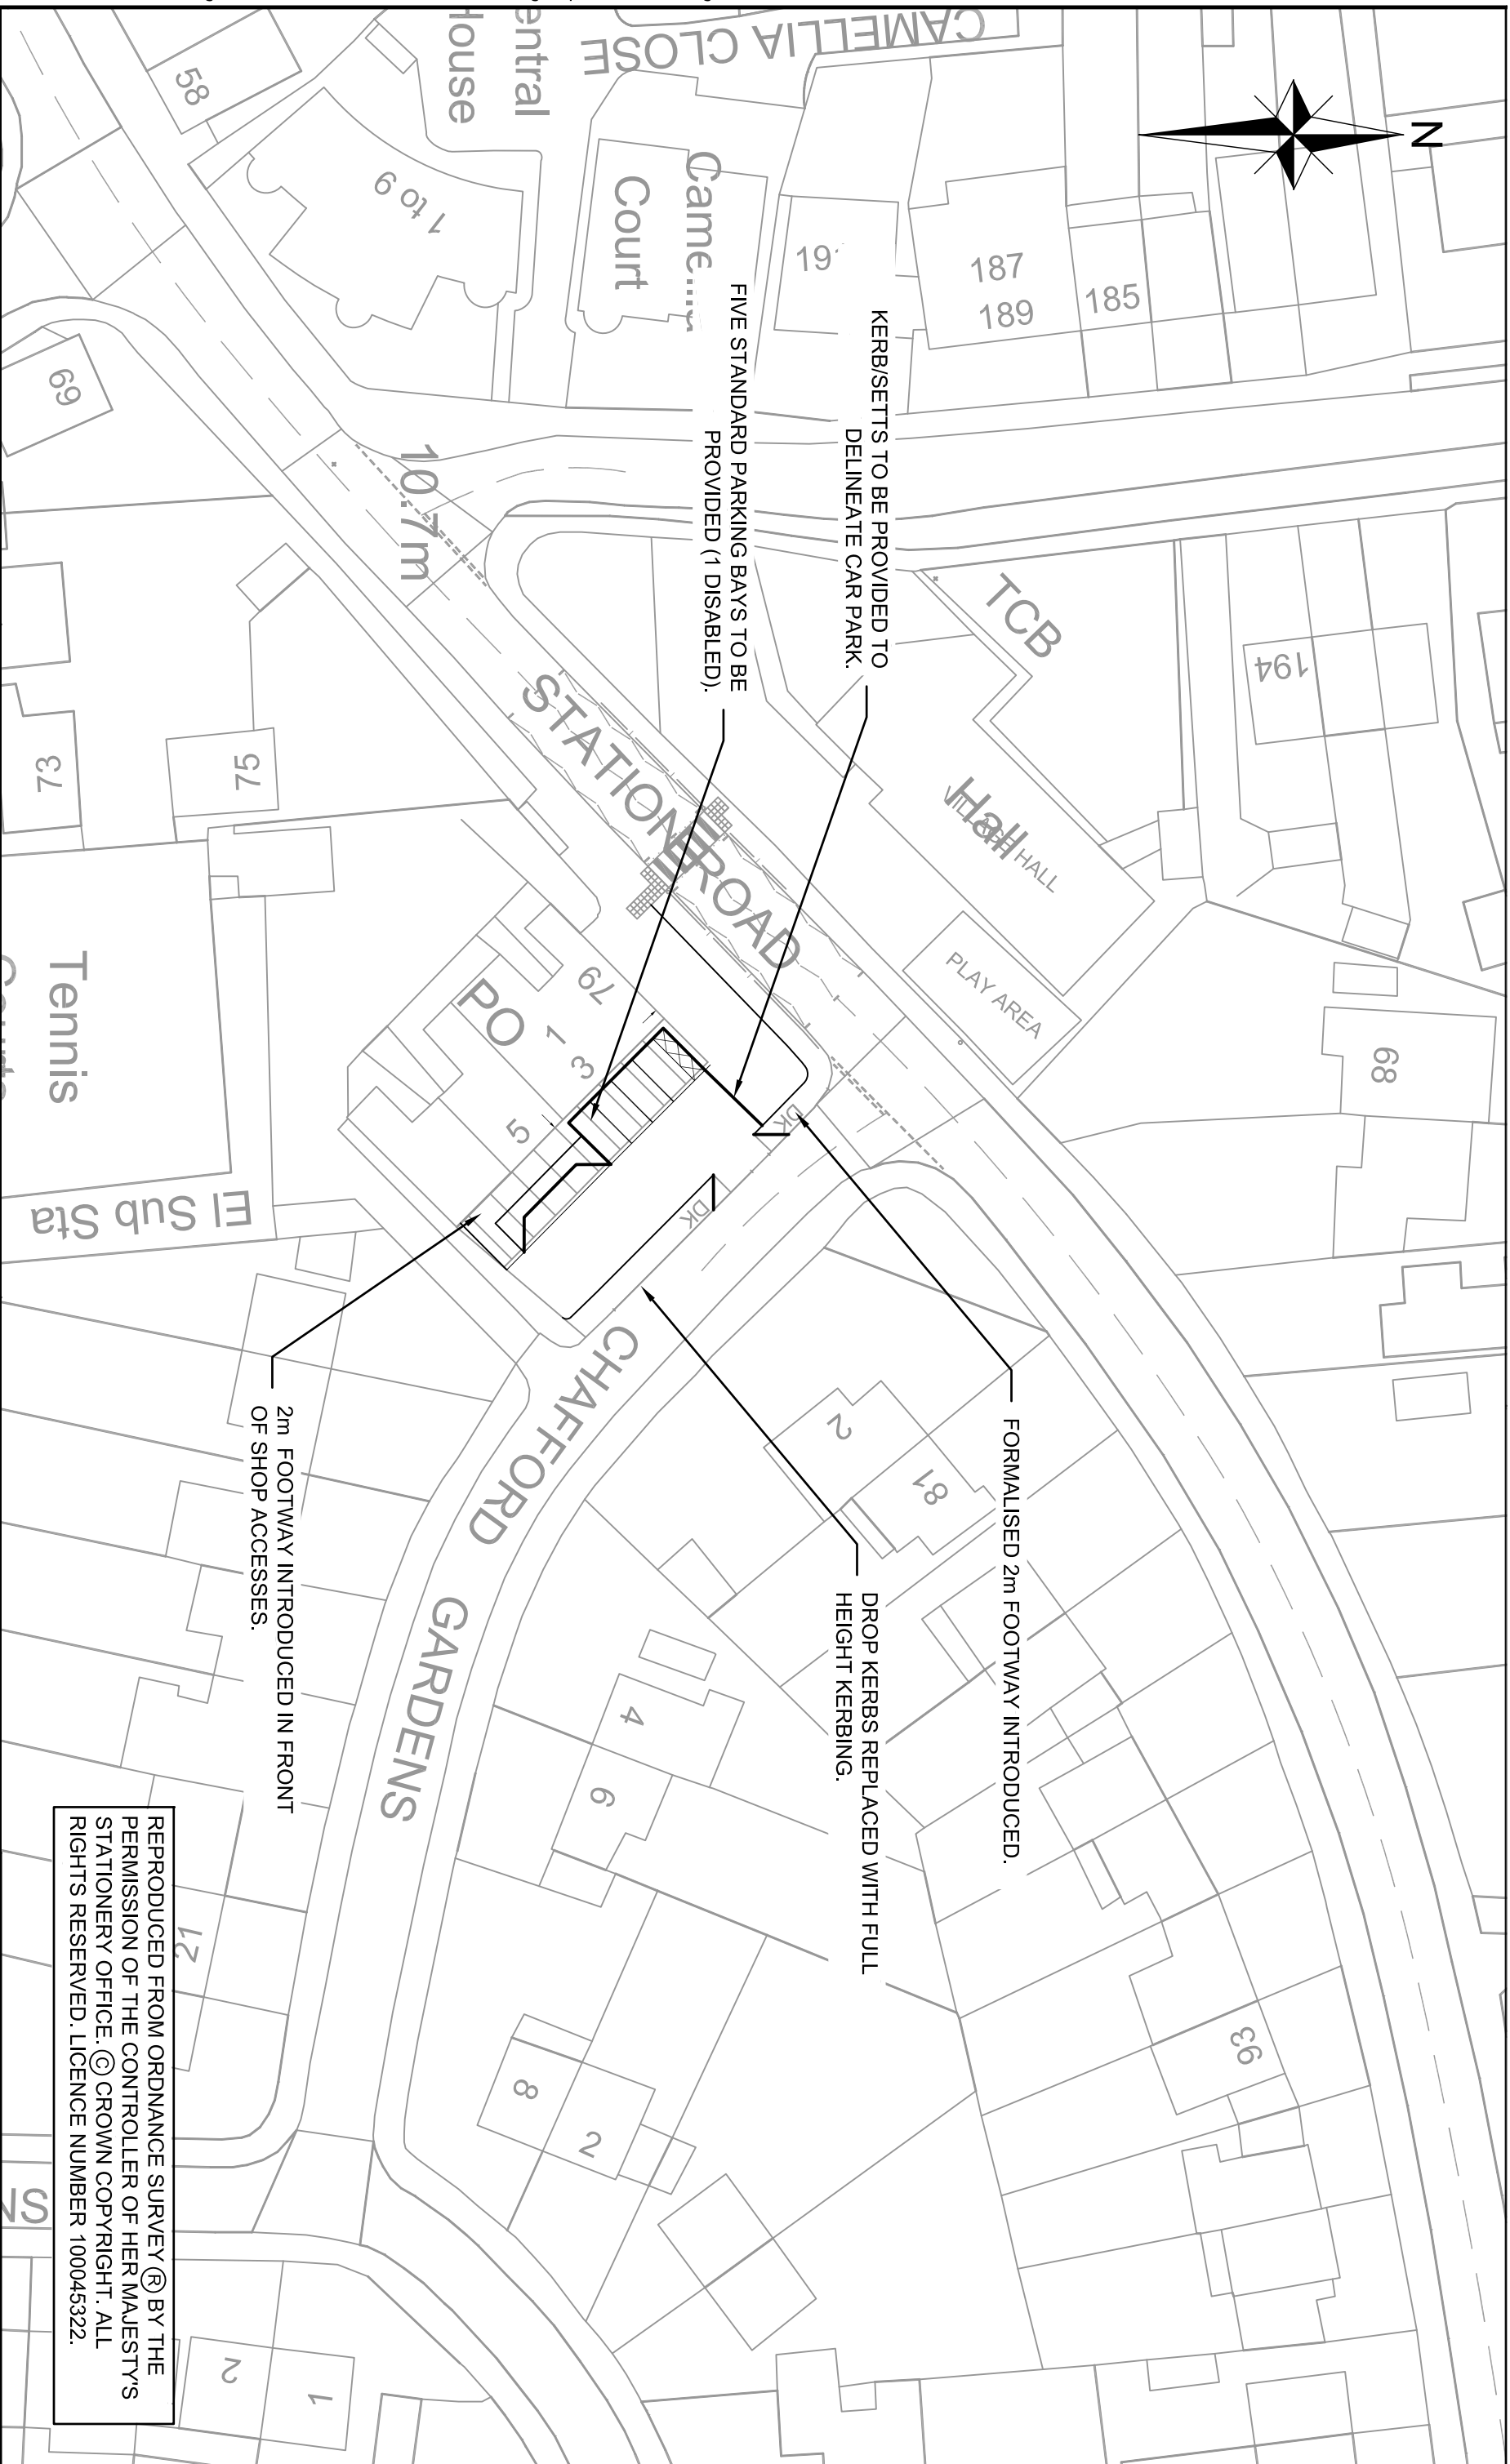 N
CAMELLIA CLOSE
entral
House
58
1 to 9
Court
187
189
185
KERB/SETTS TO BE PROVIDED TO
DELINEATE CAR PARK.
FIVE STANDARD PARKING BAYS TO BE
PROVIDED (1 DISABLED).
69
10.7m
TCB
194
STATION ROAD
Hall
VILLAGE HALL
PLAY AREA
73
75
79
PO
1
3
5
68
DK
DK
Tennis
El Sub Sta
CHAFFORD
GARDENS
2
81
FORMALISED 2m FOOTWAY INTRODUCED.
DROP KERBS REPLACED WITH FULL
HEIGHT KERBING.
2m FOOTWAY INTRODUCED IN FRONT
OF SHOP ACCESSES.
4
6
93
8
2
21
2
1
REPRODUCED FROM ORDNANCE SURVEY ® BY THE
PERMISSION OF THE CONTROLLER OF HER MAJESTY'S
STATIONERY OFFICE. © CROWN COPYRIGHT. ALL
RIGHTS RESERVED. LICENCE NUMBER 100045322.